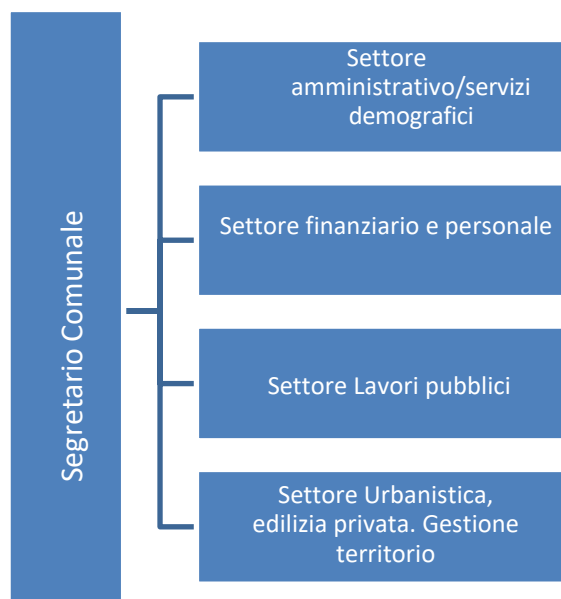 Segretario Comunale
Settore
amministrativo/servizi
demografici
Settore finanziario e personale
Settore Lavori pubblici
Settore Urbanistica,
edilizia privata. Gestione
territorio